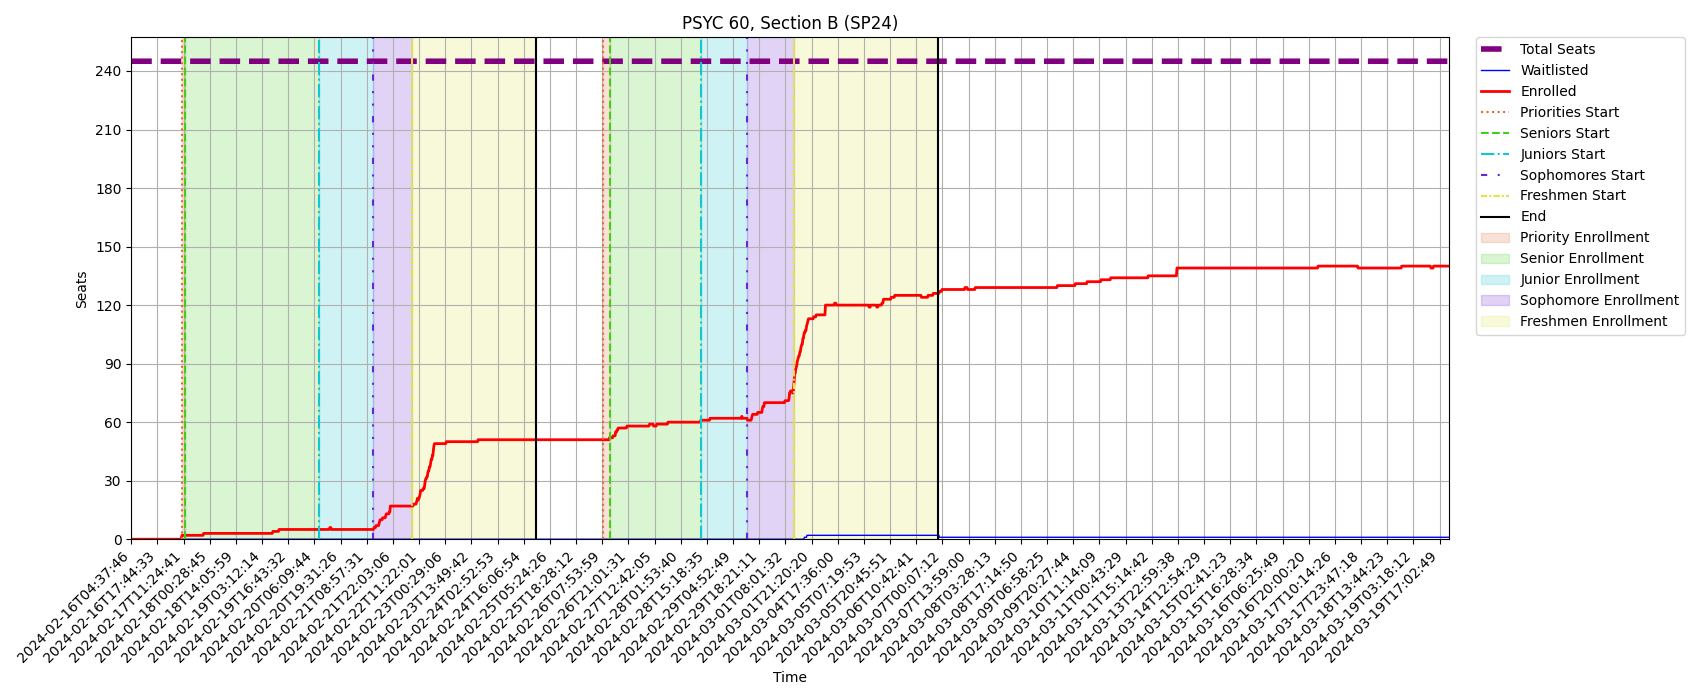 PSYC 60, Section B (SP24)
Seats
240
210
180
150
120
90
60
30
0
2024-02-16T04:37:46
2024-02-16T17:44:33
2024-02-17T11:24:41
2024-02-18T00:28:45
2024-02-18T14:05:59
2024-02-19T03:12:14
2024-02-19T16:43:32
2024-02-20T06:09:44
2024-02-20T19:31:26
2024-02-21T08:57:31
2024-02-21T22:03:06
2024-02-22T11:22:01
2024-02-23T00:29:06
2024-02-23T13:49:42
2024-02-24T02:52:53
2024-02-24T16:06:54
2024-02-25T05:24:26
2024-02-25T18:28:12
2024-02-26T07:53:59
2024-02-26T21:01:31
2024-02-27T12:42:05
2024-02-28T01:53:40
2024-02-28T15:18:35
2024-02-29T04:52:49
2024-02-29T18:21:11
2024-03-01T08:01:32
2024-03-01T21:20:20
2024-03-04T17:36:00
2024-03-05T07:19:53
2024-03-05T20:45:51
2024-03-06T10:42:41
2024-03-07T00:07:12
2024-03-07T13:59:00
2024-03-08T03:28:13
2024-03-08T17:14:50
2024-03-09T06:58:25
2024-03-09T20:27:44
2024-03-10T11:14:09
2024-03-11T00:43:29
2024-03-11T15:14:42
2024-03-13T22:59:38
2024-03-14T12:54:29
2024-03-15T02:41:23
2024-03-15T16:28:34
2024-03-16T06:25:49
2024-03-16T20:00:20
2024-03-17T10:14:26
2024-03-17T23:47:18
2024-03-18T13:44:23
2024-03-19T03:18:12
2024-03-19T17:02:49
Time
Total Seats
Waitlisted
Enrolled
Priorities Start
Seniors Start
Juniors Start
Sophomores Start
Freshmen Start
End
Priority Enrollment
Senior Enrollment
Junior Enrollment
Sophomore Enrollment
Freshmen Enrollment